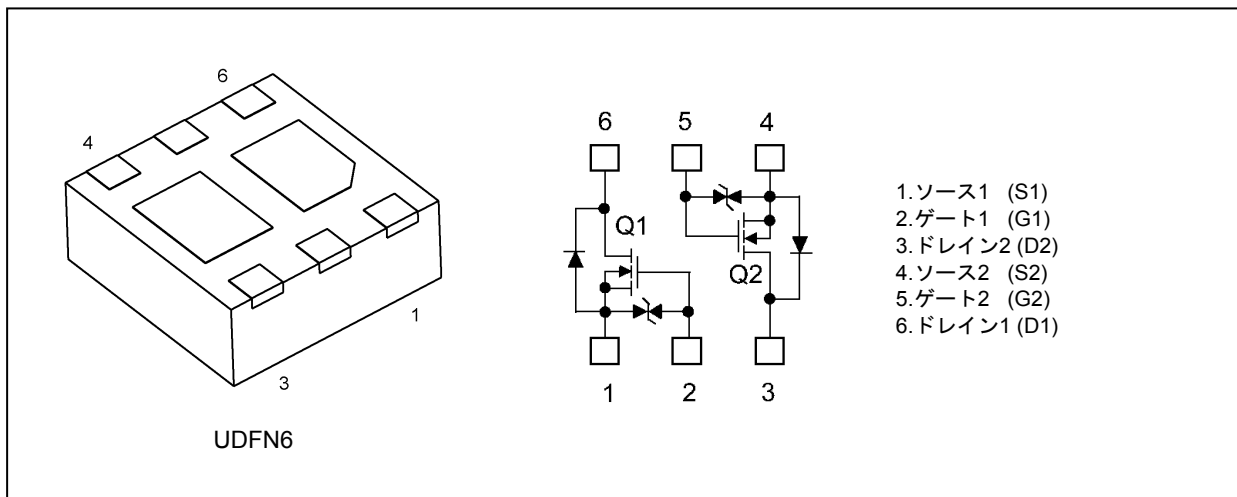 6
4
1
3
UDFN6
6 5 4
Q1
Q2
1 2 3
1.ソース1 (S1)
2.ゲート1 (G1)
3.ドレイン2 (D2)
4.ソース2 (S2)
5.ゲート2 (G2)
6.ドレイン1 (D1)